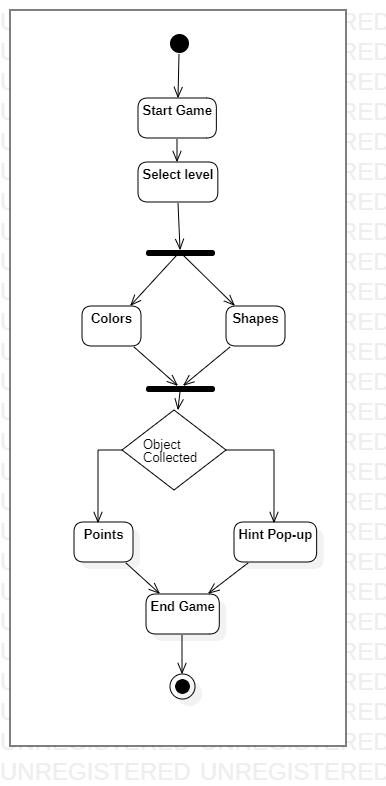 Start Game
Select level
Colors
Shapes
Object
Collected
Points
Hint Pop-up
End Game
UNREGISTERED UNREGISTERED